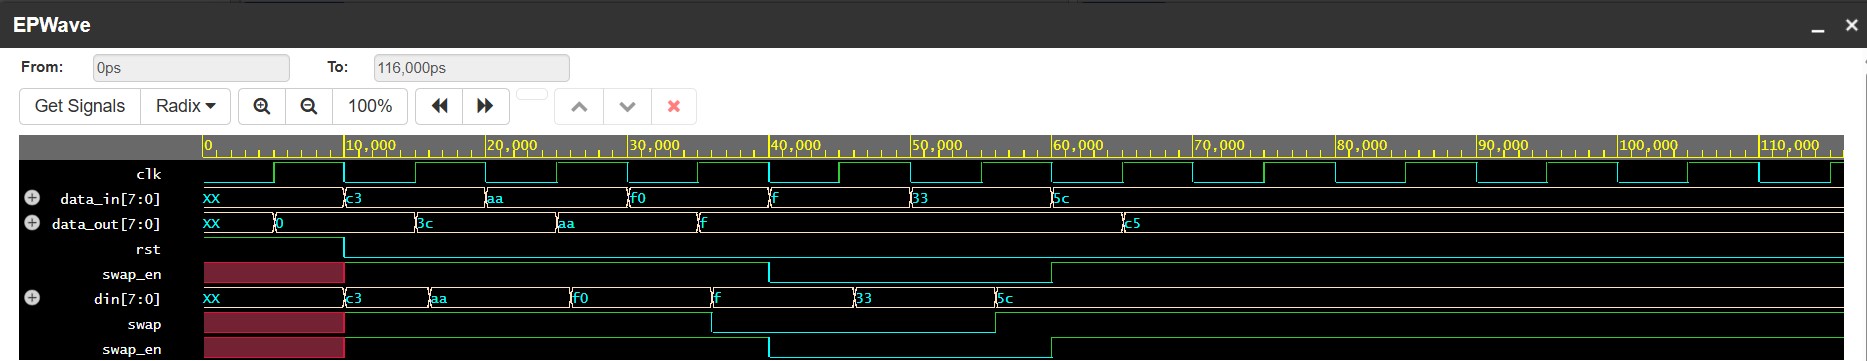 EPWave
From: 0ps To: 116,000ps
Get Signals Radix 100%
0 10,000 20,000 30,000 40,000 50,000 60,000 70,000 80,000 90,000 100,000 110,000
clk
data_in[7:0] XX c3 aa f0 f 33 5c
data_out[7:0] XX 0 3c aa f c5
rst
swap_en
din[7:0] XX c3 aa f0 f 33 5c
swap
swap_en